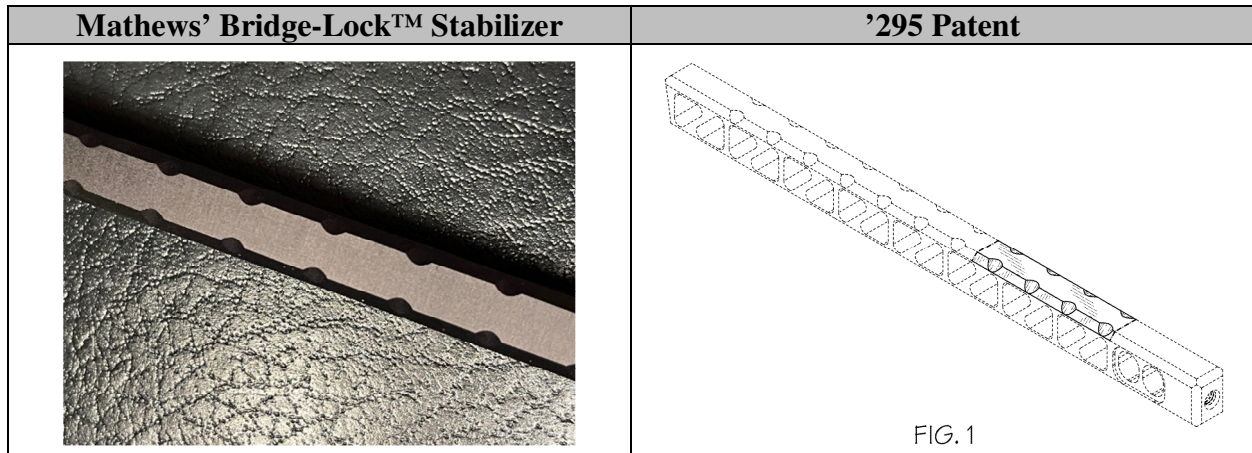 Mathews’ Bridge-Lock™ Stabilizer
’295 Patent
FIG. 1